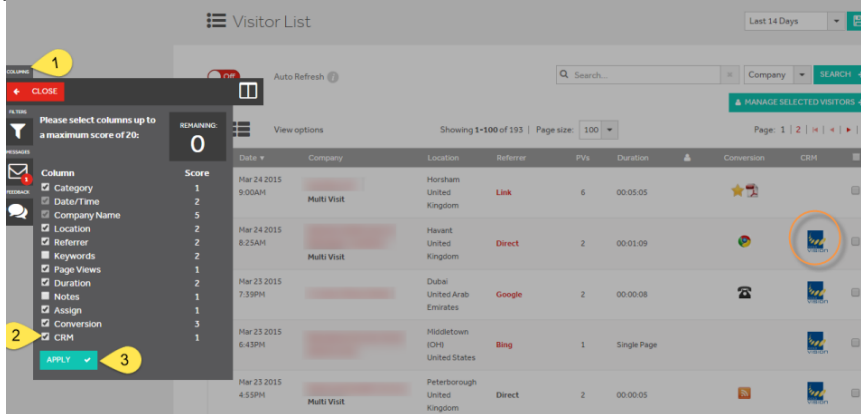 Visitor List
Last 14 Days
1
COLUMNS
Off
Auto Refresh
Search...
Company
SEARCH
CLOSE
MANAGE SELECTED VISITORS
FILTERS
Please select columns up to
a maximum score of 20:
REMAINING:
0
View options
Showing 1-100 of 193 | Page size: 100
Page: 1 | 2 |
MESSAGES
1
FEEDBACK
Column Score
Category 1
Date/Time 2
Company Name 5
Location 2
Referrer 2
Keywords 2
Page Views 1
Duration 2
Notes 1
Assign 1
Conversion 3
CRM 1
2
APPLY
3
Date Company Location Referrer PVs Duration Conversion CRM
Mar 24 2015
9:00AM
Multi Visit
Horsham
United
Kingdom
Link
6
00:05:05
Mar 24 2015
8:25AM
Multi Visit
Havant
United
Kingdom
Direct
2
00:01:09
vision
Mar 23 2015
7:39PM
Dubai
United Arab
Emirates
Google
2
00:00:08
vision
Mar 23 2015
6:43PM
Middletown
(OH)
United States
Bing
1
Single Page
vision
Mar 23 2015
4:55PM
Multi Visit
Peterborough
United
Kingdom
Direct
2
00:00:05
vision